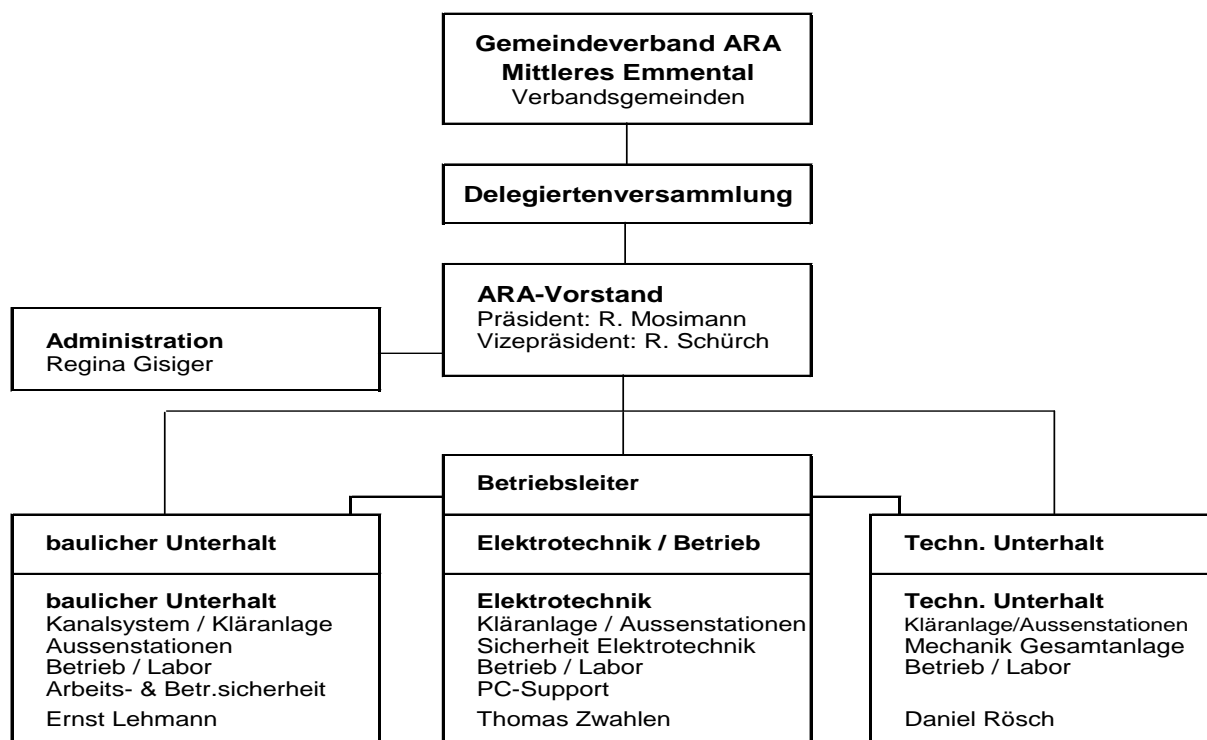 Gemeindeverband ARA
Mittleres Emmental
Verbandsgemeinden
Delegiertenversammlung
ARA-Vorstand
Präsident: R. Mosimann
Vizepräsident: R. Schürch
Administration
Regina Gisiger
Betriebsleiter
baulicher Unterhalt
baulicher Unterhalt
Kanalsystem / Kläranlage
Aussenstationen
Betrieb / Labor
Arbeits- & Betr.sicherheit
Ernst Lehmann
Elektrotechnik / Betrieb
Elektrotechnik
Kläranlage / Aussenstationen
Sicherheit Elektrotechnik
Betrieb / Labor
PC-Support
Thomas Zwahlen
Techn. Unterhalt
Techn. Unterhalt
Kläranlage/Aussenstationen
Mechanik Gesamtanlage
Betrieb / Labor
Daniel Rösch